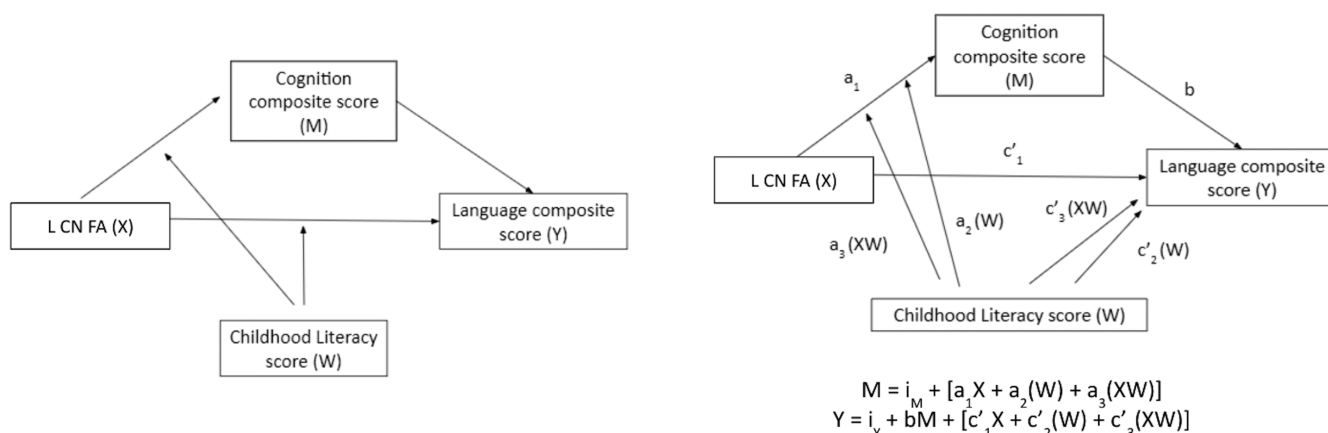 Cognition
composite score
(M)
L CN FA (X)
Language composite
score (Y)
Childhood Literacy
score (W)
Cognition
composite score
(M)
a₁
b
L CN FA (X)
c'₁
Language composite
score (Y)
a₃(XW)
a₂(W)
c'₃(XW)
c'₂(W)
Childhood Literacy score (W)
M = i_M + [a₁X + a₂(W) + a₃(XW)]
Y = i_Y + bM + [c'₁X + c'₂(W) + c'₃(XW)]